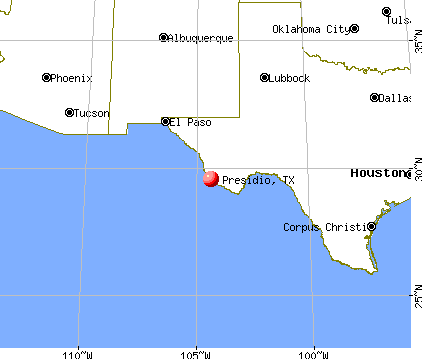 Tulsa
Oklahoma City
Albuquerque
35°N
Phoenix
Lubbock
Dallas
Tucson
El Paso
30°N
Houston
Presidio, TX
Corpus Christi
25°N
110°W
105°W
100°W